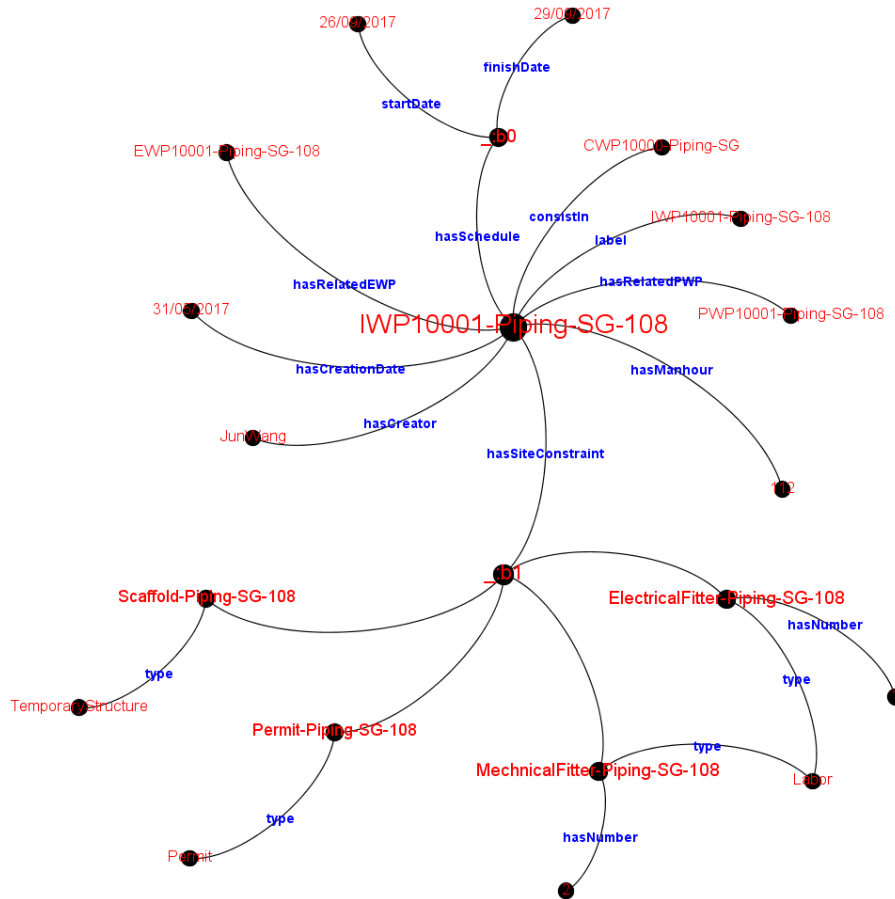 26/09/2017
29/09/2017
finishDate
startDate
_:b0
EWP10001-Piping-SG-108
CWP10000-Piping-SG
consistIn
IWP10001-Piping-SG-108
hasSchedule
label
hasRelatedEWP
hasRelatedPWP
31/05/2017
PWP10001-Piping-SG-108
IWP10001-Piping-SG-108
hasCreationDate
hasManhour
hasCreator
JunWang
hasSiteConstraint
112
_:b1
Scaffold-Piping-SG-108
ElectricalFitter-Piping-SG-108
hasNumber
type
type
TemporaryStructure
Permit-Piping-SG-108
type
MechnicalFitter-Piping-SG-108
Labor
type
hasNumber
Permit
2